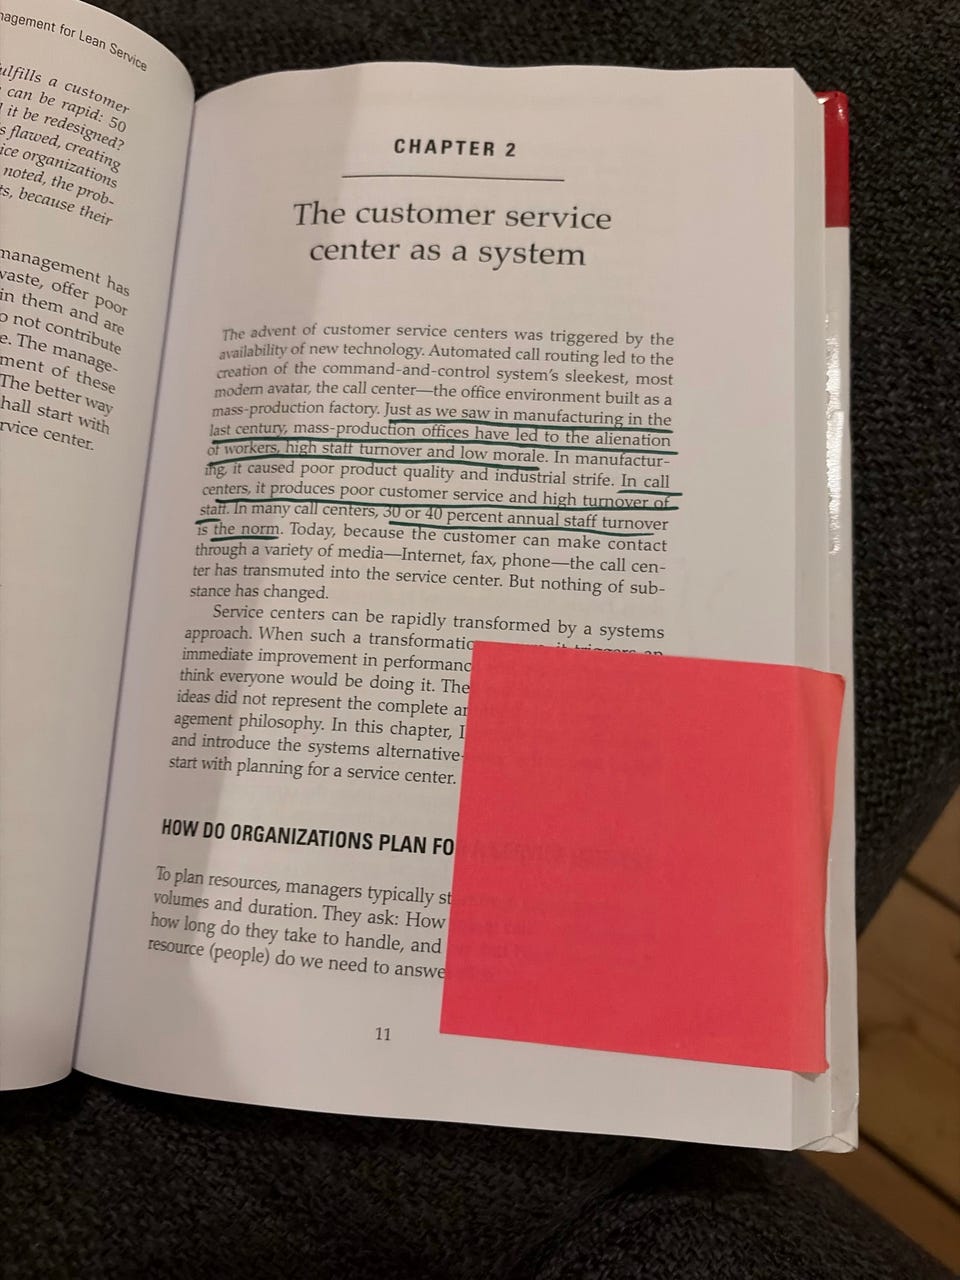 nagement for Lean Service
ulfills a customer
can be rapid: 50
it be redesigned?
s flawed, creating
ice organizations
noted, the prob-
ts, because their
management has
waste, offer poor
in them and are
o not contribute
e. The manage-
ment of these
The better way
hall start with
rvice center.
CHAPTER 2
The customer service
center as a system
The advent of customer service centers was triggered by the
availability of new technology. Automated call routing led to the
creation of the command-and-control system's sleekest, most
modern avatar, the call center—the office environment built as a
mass-production factory. Just as we saw in manufacturing in the
last century, mass-production offices have led to the alienation
of workers, high staff turnover and low morale. In manufactur-
ing, it caused poor product quality and industrial strife. In call
centers, it produces poor customer service and high turnover of
staff. In many call centers, 30 or 40 percent annual staff turnover
is the norm. Today, because the customer can make contact
through a variety of media—Internet, fax, phone—the call cen-
ter has transmuted into the service center. But nothing of sub-
stance has changed.
Service centers can be rapidly transformed by a systems
approach. When such a transformatio it triggers an
immediate improvement in performanc
think everyone would be doing it. The
ideas did not represent the complete a
agement philosophy. In this chapter, I
and introduce the systems alternative-
start with planning for a service center.
HOW DO ORGANIZATIONS PLAN FO
To plan resources, managers typically st
volumes and duration. They ask: How
how long do they take to handle, and
resource (people) do we need to answe
11